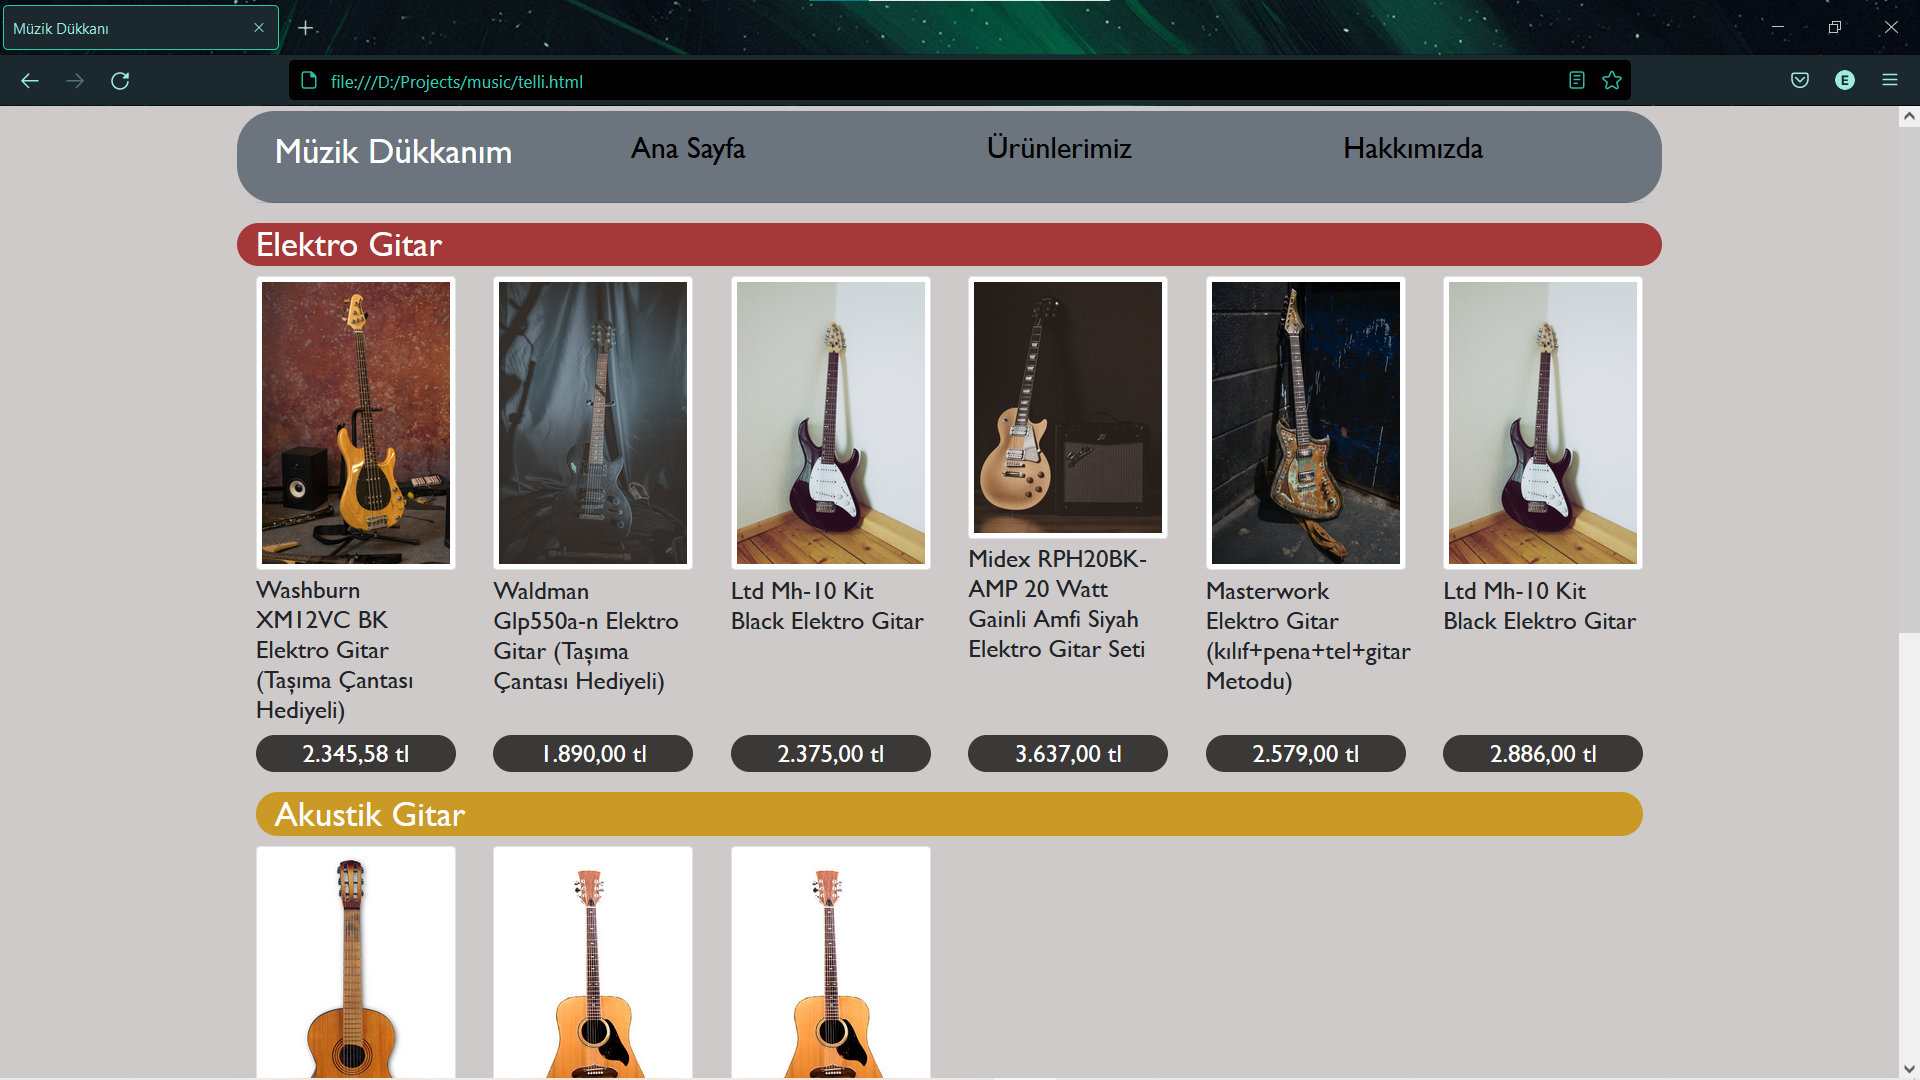 Müzik Dükkanı
file:///D:/Projects/music/telli.html
E
Müzik Dükkanım
Ana Sayfa
Ürünlerimiz
Hakkımızda
Elektro Gitar
Washburn
XM12VC BK
Elektro Gitar
(Taşıma Çantası
Hediyeli)
2.345,58 tl
Waldman
Glp550a-n Elektro
Gitar (Taşıma
Çantası Hediyeli)
1.890,00 tl
Ltd Mh-10 Kit
Black Elektro Gitar
2.375,00 tl
Midex RPH20BK-
AMP 20 Watt
Gainli Amfi Siyah
Elektro Gitar Seti
3.637,00 tl
Masterwork
Elektro Gitar
(kılıf+pena+tel+gitar
Metodu)
2.579,00 tl
Ltd Mh-10 Kit
Black Elektro Gitar
2.886,00 tl
Akustik Gitar